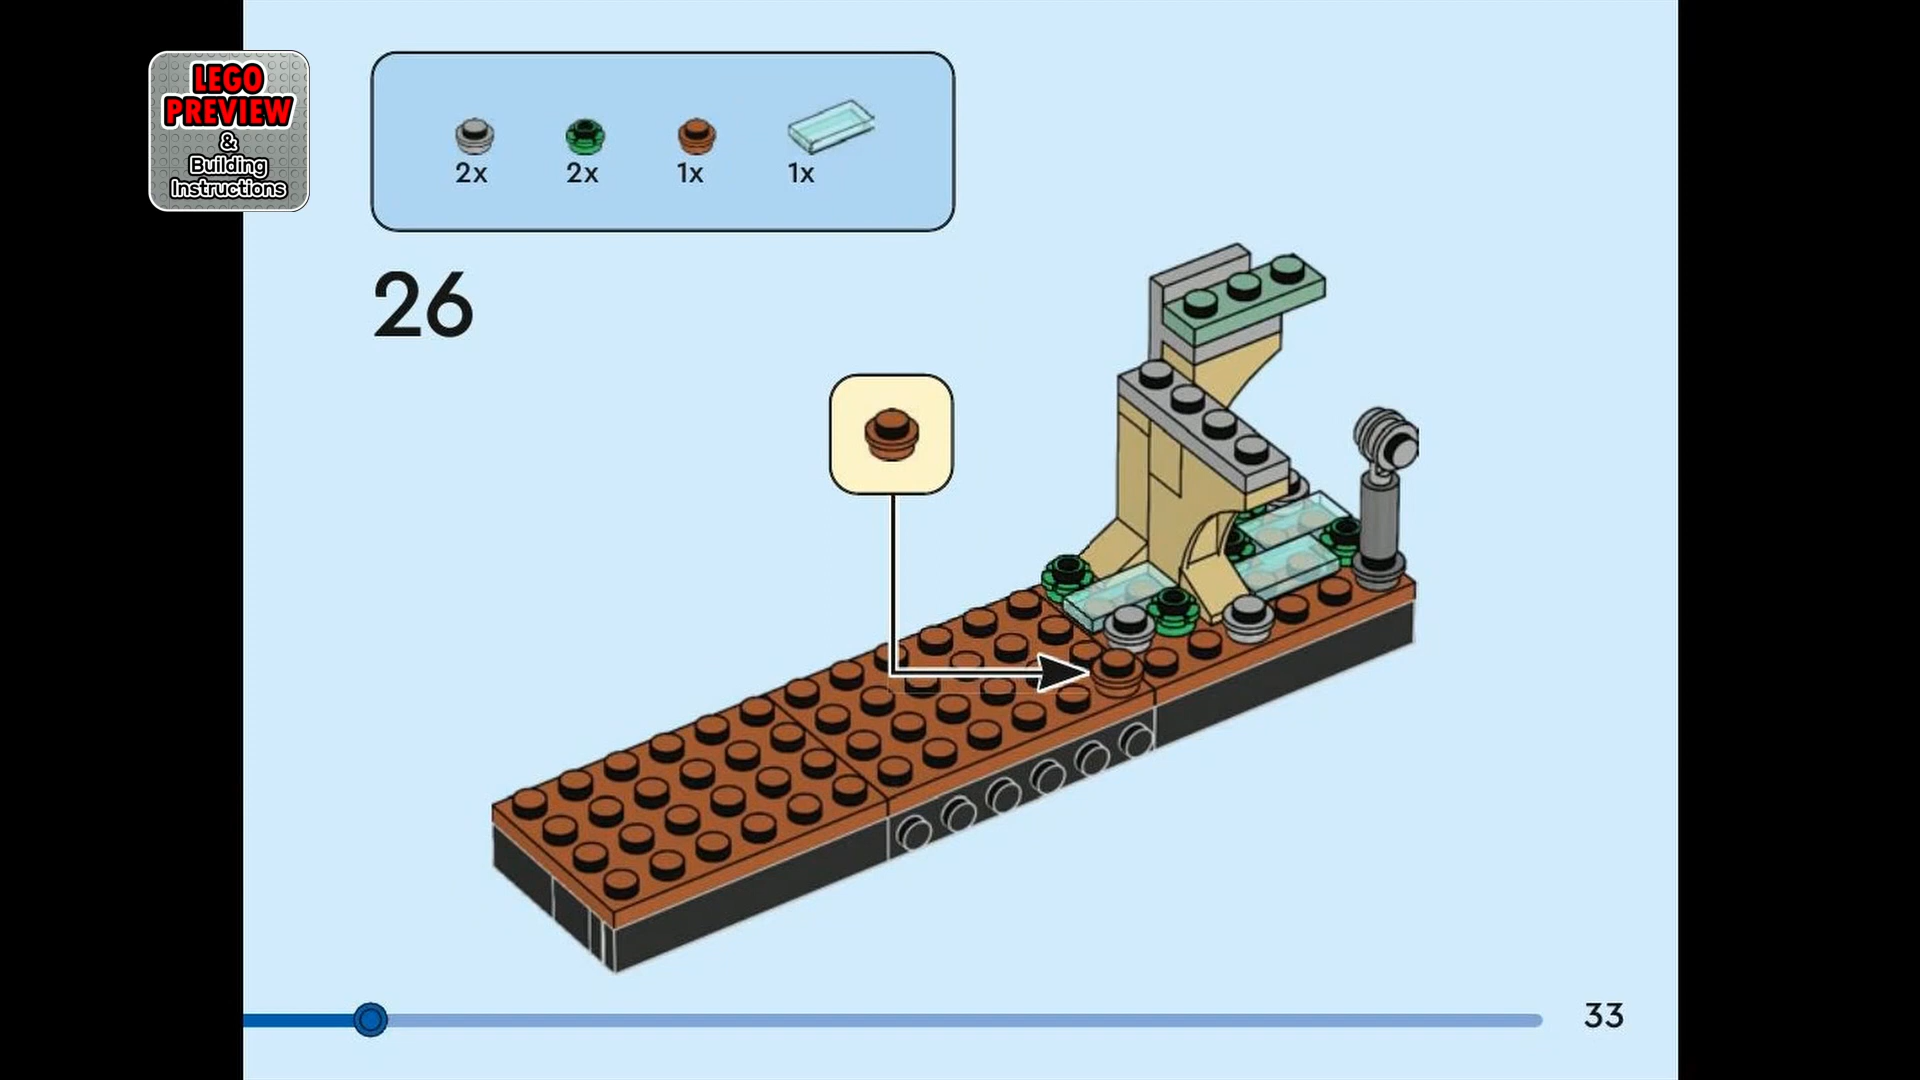 LEGO
PREVIEW
&
Building
Instructions
2x 2x 1x 1x
26
33